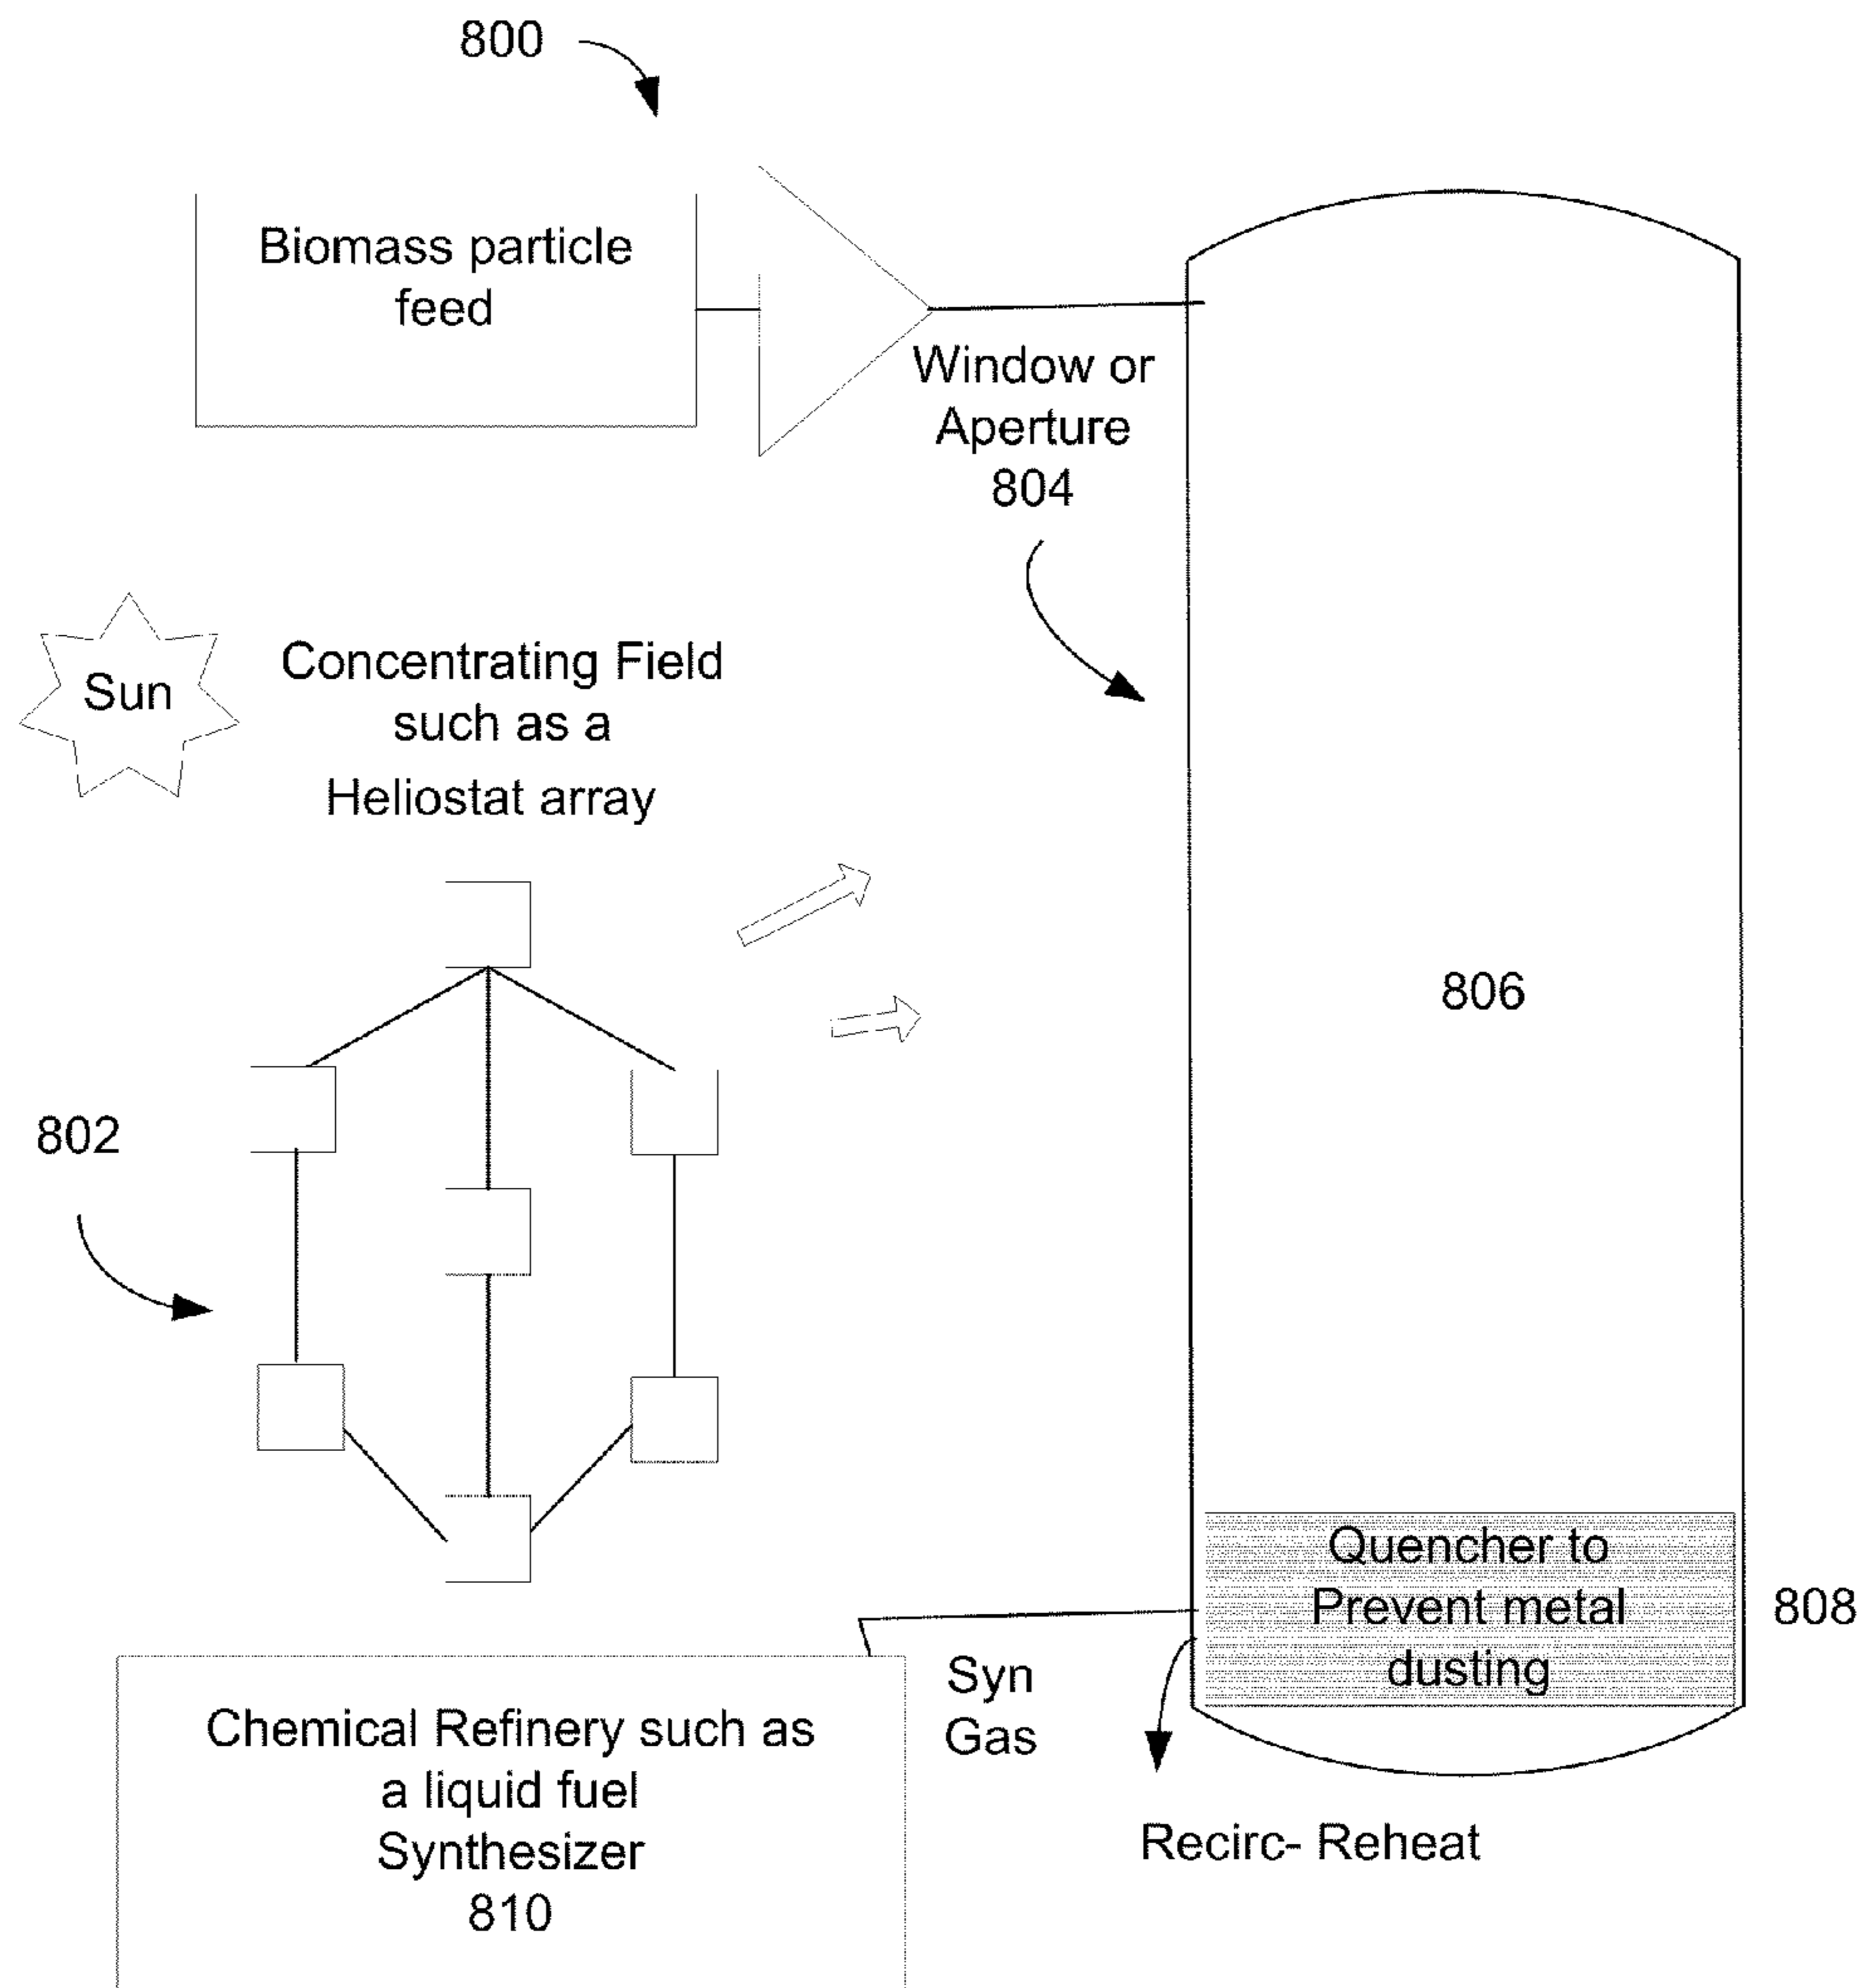 800
Biomass particle
feed
Window or
Aperture
804
Sun
Concentrating Field
such as a
Heliostat array
806
802
Quencher to
Prevent metal
dusting
808
Syn
Gas
Chemical Refinery such as
a liquid fuel
Synthesizer
810
Recirc- Reheat